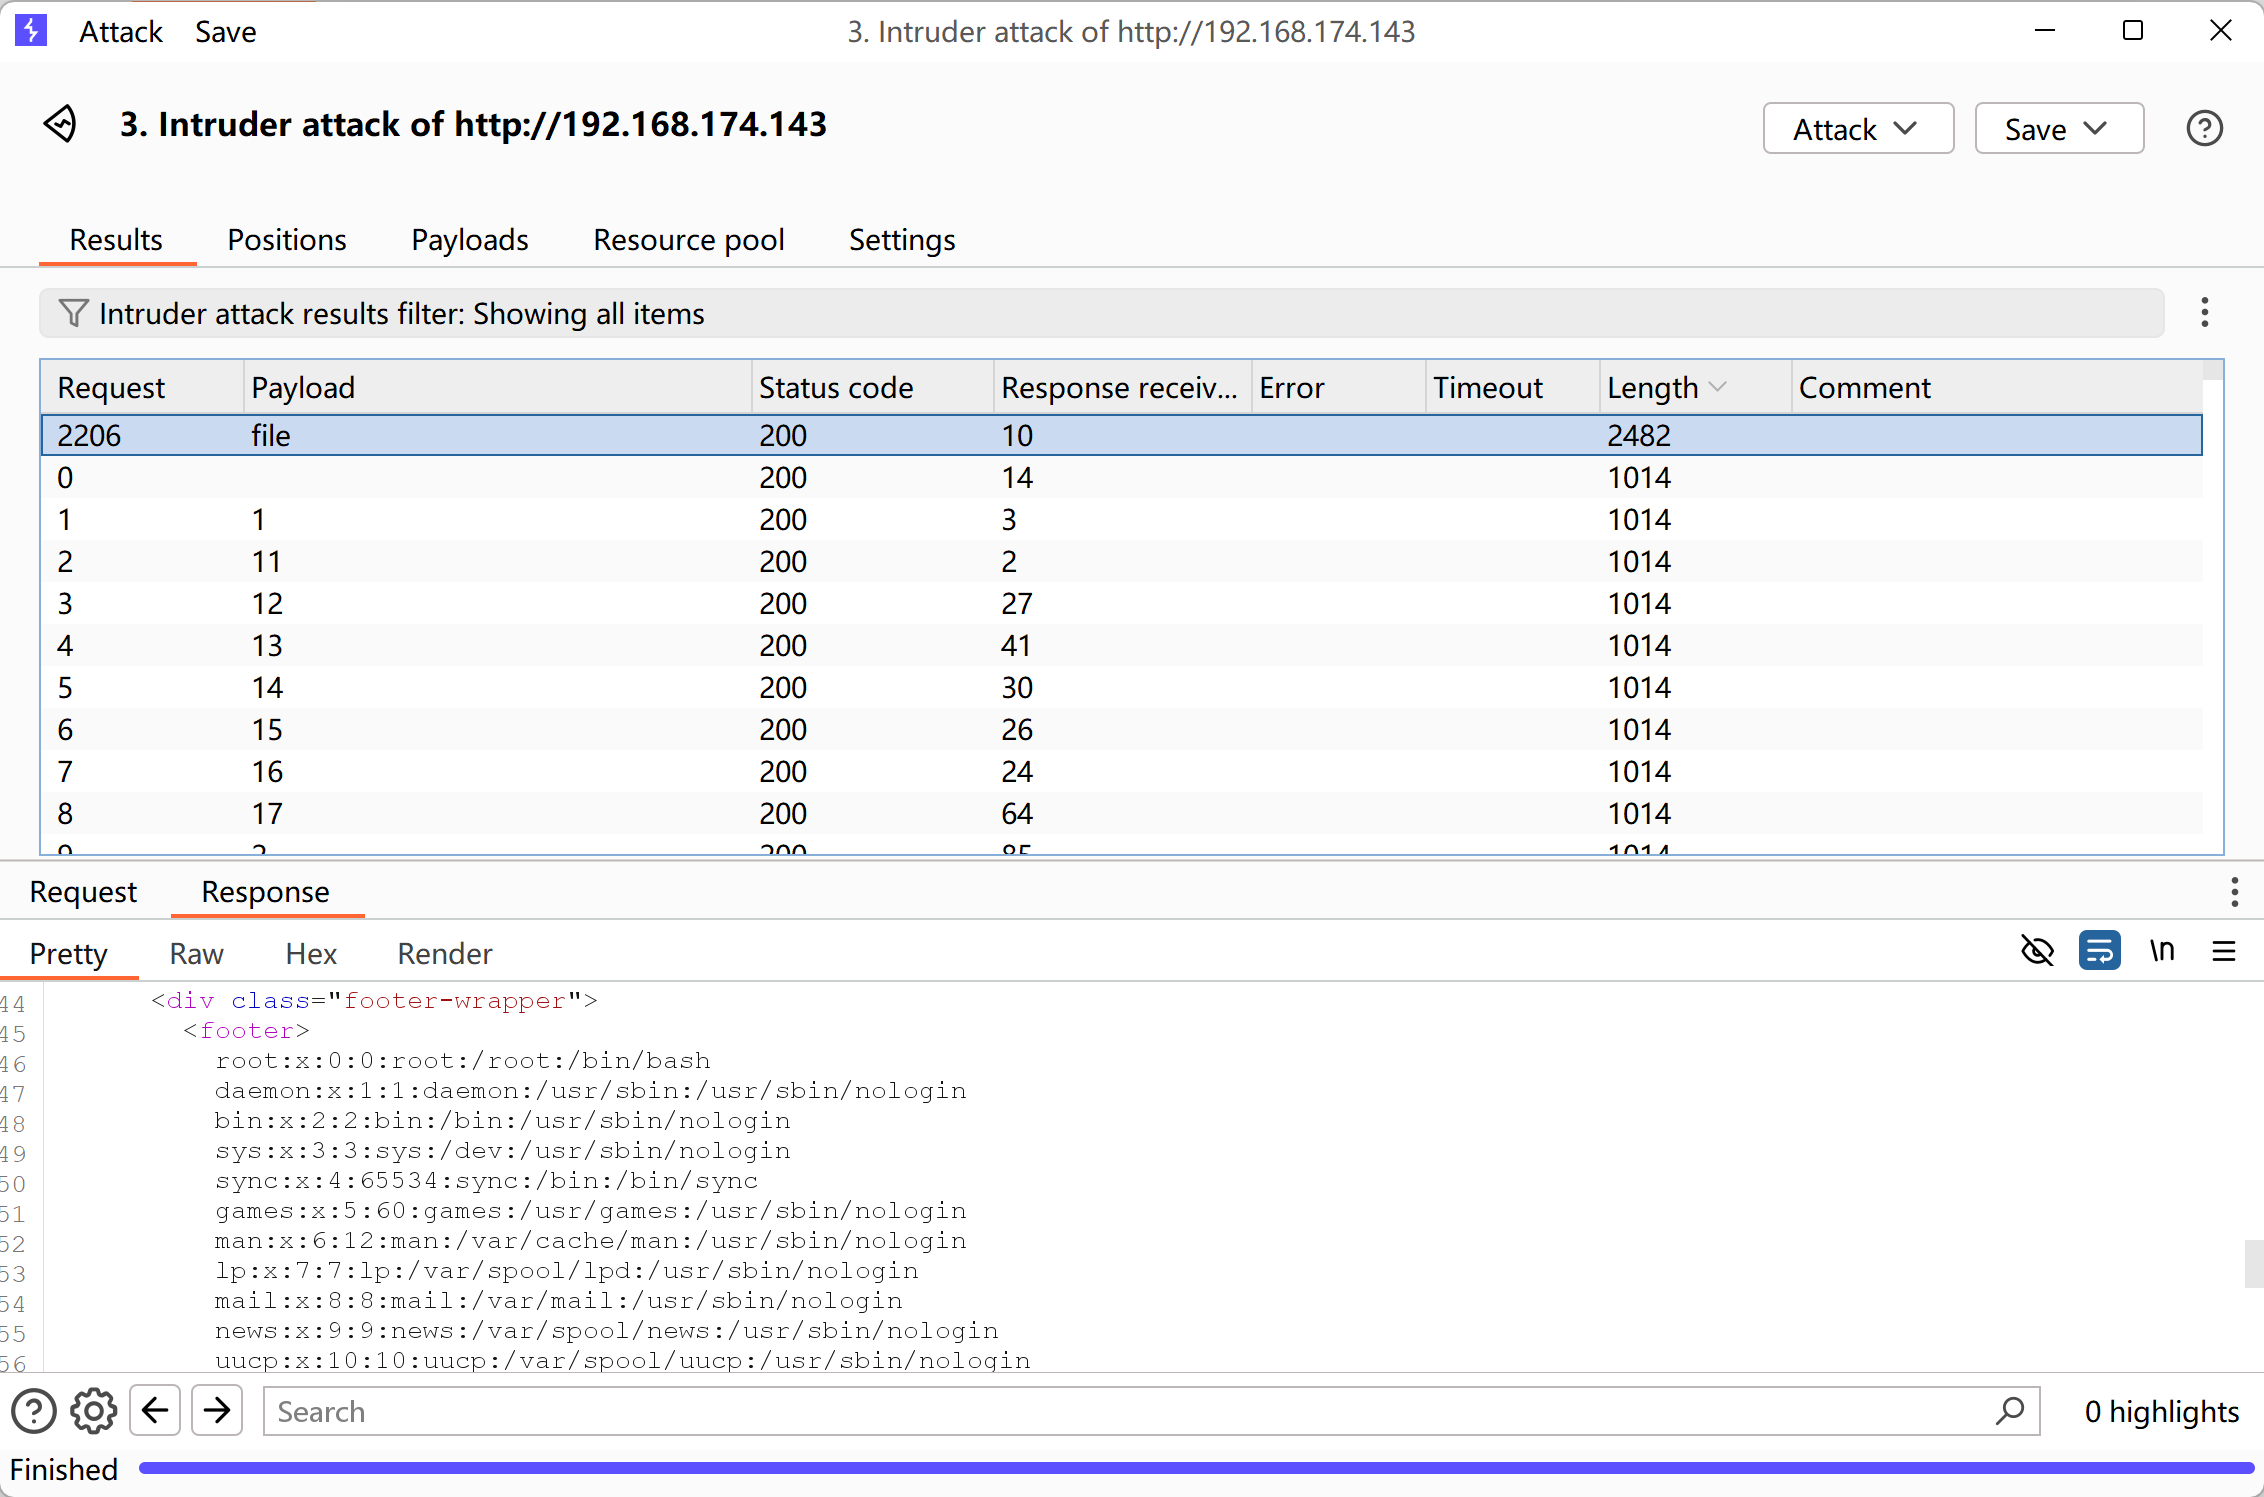 Attack Save 3. Intruder attack of http://192.168.174.143
3. Intruder attack of http://192.168.174.143 Attack Save
Results Positions Payloads Resource pool Settings
Intruder attack results filter: Showing all items
Request Payload Status code Response receiv... Error Timeout Length Comment
2206 file 200 10 2482
0 200 14 1014
1 1 200 3 1014
2 11 200 2 1014
3 12 200 27 1014
4 13 200 41 1014
5 14 200 30 1014
6 15 200 26 1014
7 16 200 24 1014
8 17 200 64 1014
9 2 200 85 1014
Request Response
Pretty Raw Hex Render \n
44 <div class="footer-wrapper">
45 <footer>
46 root:x:0:0:root:/root:/bin/bash
47 daemon:x:1:1:daemon:/usr/sbin:/usr/sbin/nologin
48 bin:x:2:2:bin:/bin:/usr/sbin/nologin
49 sys:x:3:3:sys:/dev:/usr/sbin/nologin
50 sync:x:4:65534:sync:/bin:/bin/sync
51 games:x:5:60:games:/usr/games:/usr/sbin/nologin
52 man:x:6:12:man:/var/cache/man:/usr/sbin/nologin
53 lp:x:7:7:lp:/var/spool/lpd:/usr/sbin/nologin
54 mail:x:8:8:mail:/var/mail:/usr/sbin/nologin
55 news:x:9:9:news:/var/spool/news:/usr/sbin/nologin
56 uucp:x:10:10:uucp:/var/spool/uucp:/usr/sbin/nologin
Search 0 highlights
Finished